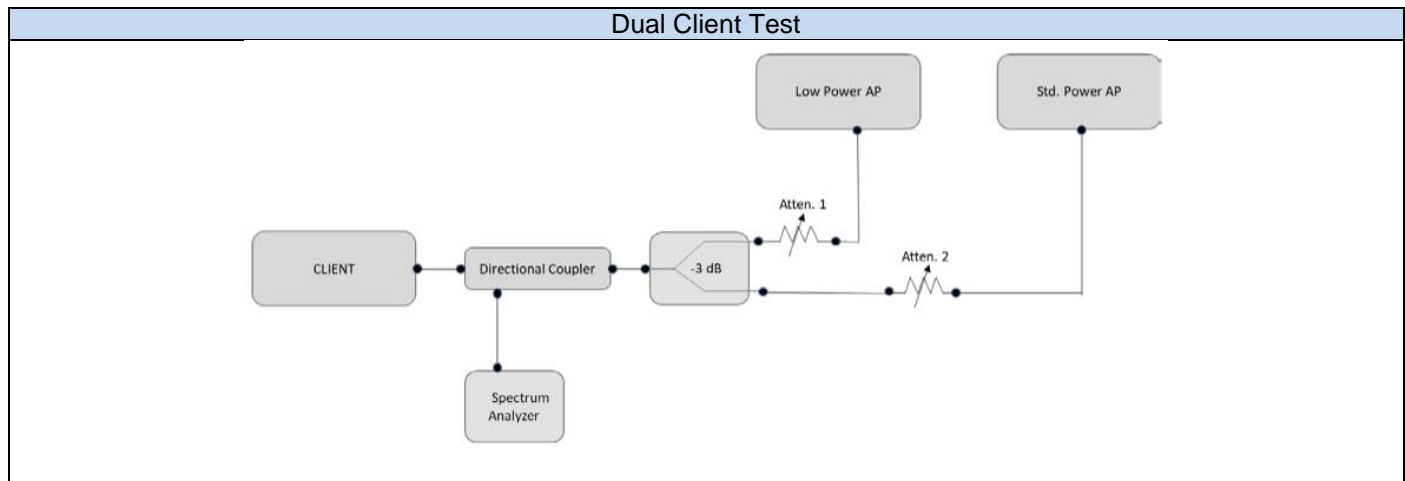 Dual Client Test
Low Power AP
Std. Power AP
Atten. 1
Atten. 2
CLIENT
Directional Coupler
-3 dB
Spectrum
Analyzer